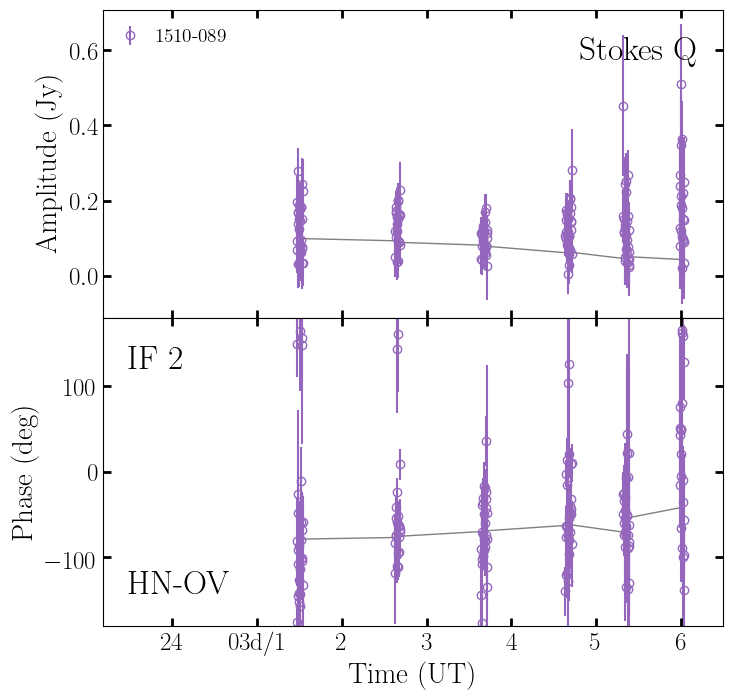 1510-089
Stokes Q
Amplitude (Jy)
0.6
0.4
0.2
0.0
IF 2
HN-OV
Phase (deg)
100
0
−100
24
03d/1
2
3
4
5
6
Time (UT)